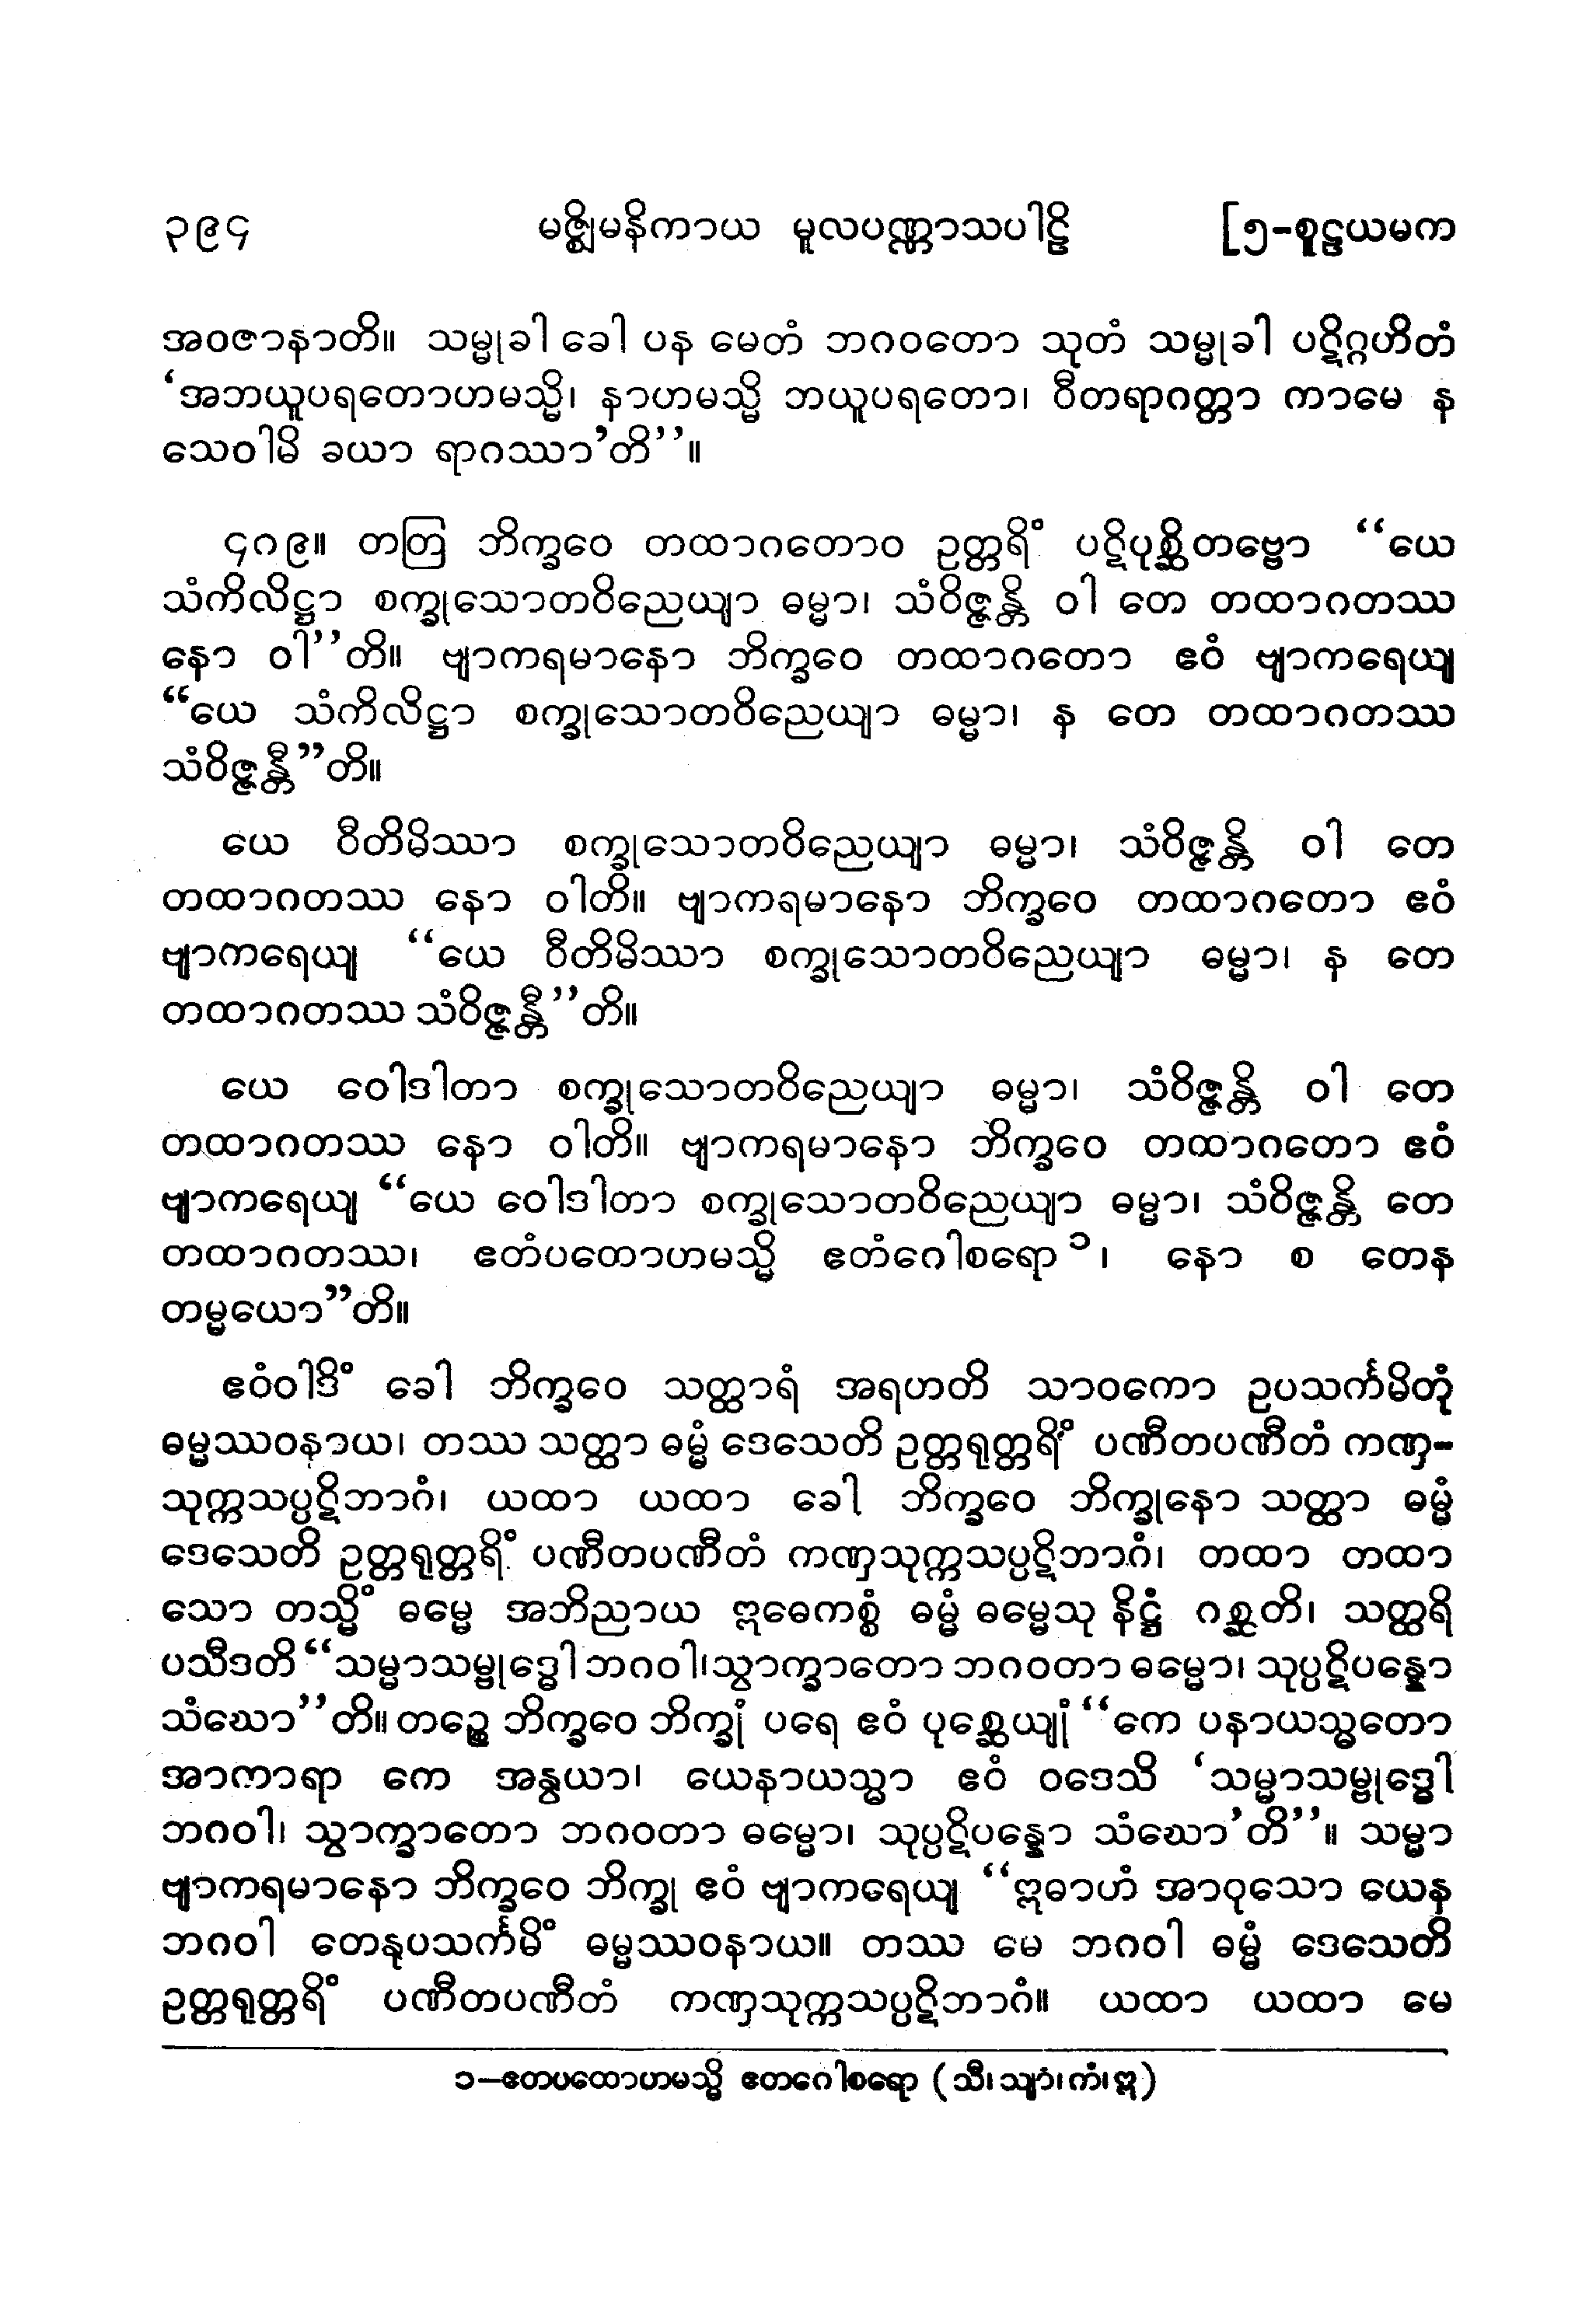 ၃၉၄ မဇ္ဈိမနိကာယ မူလပဏ္ဏာသပါဠိ [၅-စူဠယမက
အဝဇာနာတိ။ သမ္မုခါ ခေါ ပန မေတံ ဘဂဝတော သုတံ သမ္မုခါ ပဋိဂ္ဂဟိတံ
‘အဘယူပရတောဟမသ္မိ၊ နာဟမသ္မိ ဘယူပရတော၊ ဝီတရာဂတ္တာ ကာမေ န
သေဝါမိ ခယာ ရာဂဿာ’တိ’’။
၄၈၉။ တတြ ဘိက္ခဝေ တထာဂတောဝ ဥတ္တရိံ ပဋိပုစ္ဆိတဗ္ဗော “ယေ
သံကိလိဋ္ဌာ စက္ခုသောတဝိညေယျာ ဓမ္မာ၊ သံဝိဇ္ဇန္တိ ဝါ တေ တထာဂတဿ
နော ဝါ’’တိ။ ဗျာကရမာနော ဘိက္ခဝေ တထာဂတော ဧဝံ ဗျာကရေယျ
“ယေ သံကိလိဋ္ဌာ စက္ခုသောတဝိညေယျာ ဓမ္မာ၊ န တေ တထာဂတဿ
သံဝိဇ္ဇန္တီ”တိ။
ယေ ဝီတိမိဿာ စက္ခုသောတဝိညေယျာ ဓမ္မာ၊ သံဝိဇ္ဇန္တိ ဝါ တေ
တထာဂတဿ နော ဝါတိ။ ဗျာကရမာနော ဘိက္ခဝေ တထာဂတော ဧဝံ
ဗျာကရေယျ “ယေ ဝီတိမိဿာ စက္ခုသောတဝိညေယျာ ဓမ္မာ၊ န တေ
တထာဂတဿ သံဝိဇ္ဇန္တီ’’တိ။
ယေ ဝေါဒါတာ စက္ခုသောတဝိညေယျာ ဓမ္မာ၊ သံဝိဇ္ဇန္တိ ဝါ တေ
တထာဂတဿ နော ဝါတိ။ ဗျာကရမာနော ဘိက္ခဝေ တထာဂတော ဧဝံ
ဗျာကရေယျ “ယေ ဝေါဒါတာ စက္ခုသောတဝိညေယျာ ဓမ္မာ၊ သံဝိဇ္ဇန္တိ တေ
တထာဂတဿ၊ ဧတံပထောဟမသ္မိ ဧတံဂေါစရော၁၊ နော စ တေန
တမ္မယော”တိ။
ဧဝံဝါဒိံ ခေါ ဘိက္ခဝေ သတ္ထာရံ အရဟတိ သာဝကော ဥပသင်္ကမိတုံ
ဓမ္မဿဝနာယ၊ တဿ သတ္ထာ ဓမ္မံ ဒေသေတိ ဥတ္တရုတ္တရိံ ပဏီတပဏီတံ ကဏှ-
သုက္ကသပ္ပဋိဘာဂံ၊ ယထာ ယထာ ခေါ ဘိက္ခဝေ ဘိက္ခုနော သတ္ထာ ဓမ္မံ
ဒေသေတိ ဥတ္တရုတ္တရိံ ပဏီတပဏီတံ ကဏှသုက္ကသပ္ပဋိဘာဂံ၊ တထာ တထာ
သော တသ္မိံ ဓမ္မေ အဘိညာယ ဣဓေကစ္စံ ဓမ္မံ ဓမ္မေသု နိဋ္ဌံ ဂစ္ဆတိ၊ သတ္ထရိ
ပသီဒတိ “သမ္မာသမ္ဗုဒ္ဓေါ ဘဂဝါ၊သွာက္ခာတော ဘဂဝတာ ဓမ္မော၊ သုပ္ပဋိပန္နော
သံဃော’’တိ။ တဉ္စေ ဘိက္ခဝေ ဘိက္ခုံ ပရေ ဧဝံ ပုစ္ဆေယျုံ “ကေ ပနာယသ္မတော
အာကာရာ ကေ အန္ဝယာ၊ ယေနာယသ္မာ ဧဝံ ဝဒေသိ ‘သမ္မာသမ္ဗုဒ္ဓေါ
ဘဂဝါ၊ သွာက္ခာတော ဘဂဝတာ ဓမ္မော၊ သုပ္ပဋိပန္နော သံဃော’တိ’’။ သမ္မာ
ဗျာကရမာနော ဘိက္ခဝေ ဘိက္ခု ဧဝံ ဗျာကရေယျ “ဣဓာဟံ အာဝုသော ယေန
ဘဂဝါ တေနုပသင်္ကမိံ ဓမ္မဿဝနာယ။ တဿ မေ ဘဂဝါ ဓမ္မံ ဒေသေတိ
ဥတ္တရုတ္တရိံ ပဏီတပဏီတံ ကဏှသုက္ကသပ္ပဋိဘာဂံ။ ယထာ ယထာ မေ
၁–ဧတပထောဟမသ္မိ ဧတဂေါစရော (သီ၊ သျာ၊ ကံ၊ ဣ)